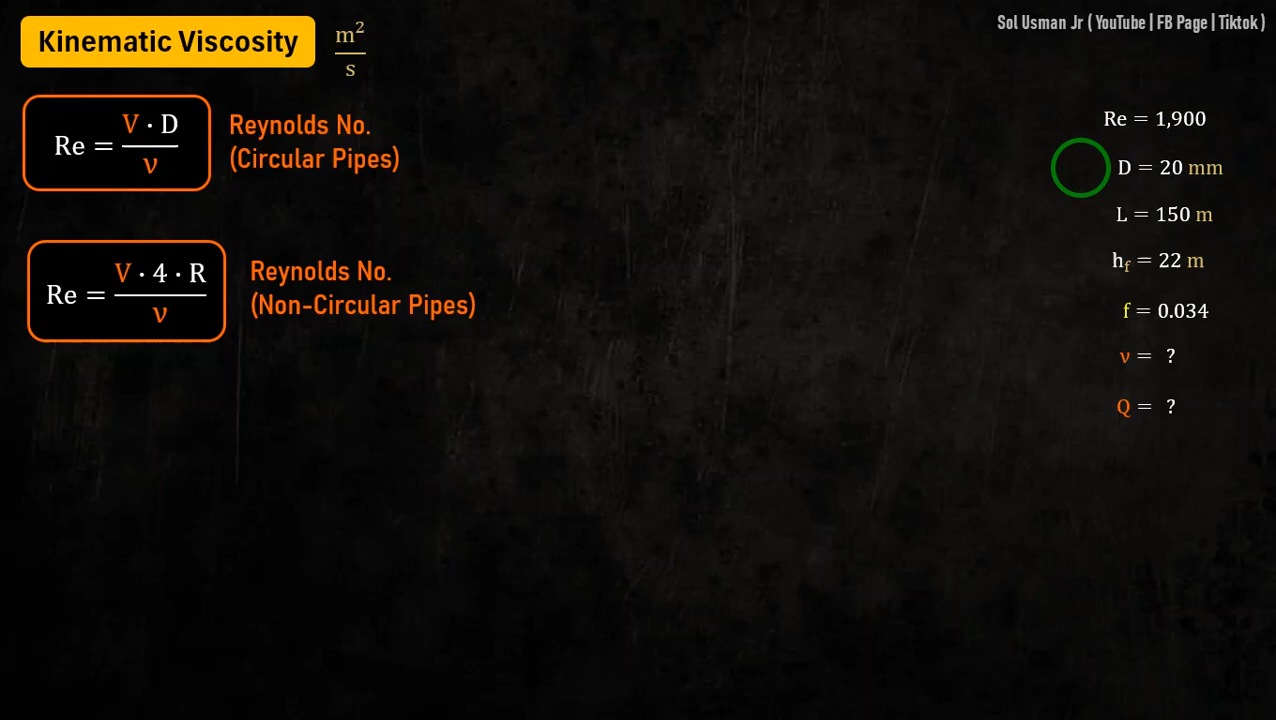 Sol Usman Jr ( YouTube | FB Page | Tiktok )
Kinematic Viscosity m²/s
Re = V · D / ν
Reynolds No.
(Circular Pipes)
Re = V · 4 · R / ν
Reynolds No.
(Non-Circular Pipes)
Re = 1,900
D = 20 mm
L = 150 m
h_f = 22 m
f = 0.034
ν = ?
Q = ?